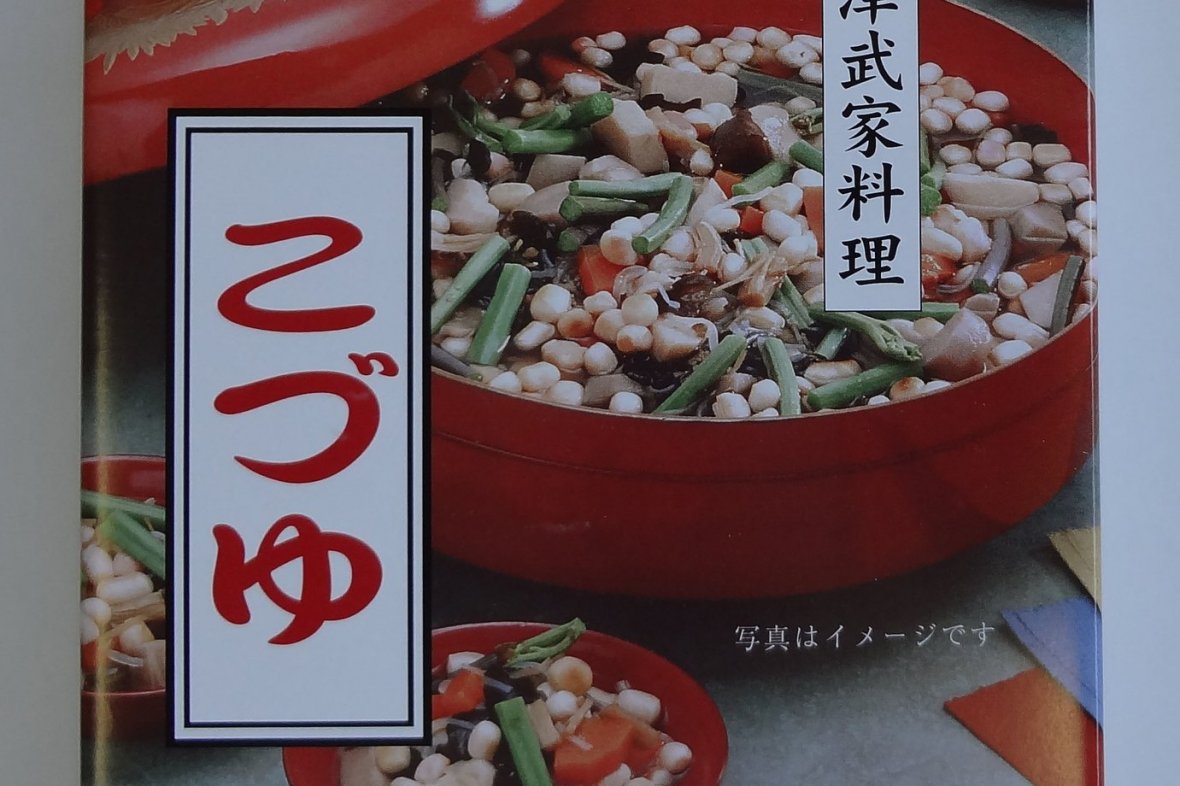 津武家料理
こづゆ
写真はイメージです